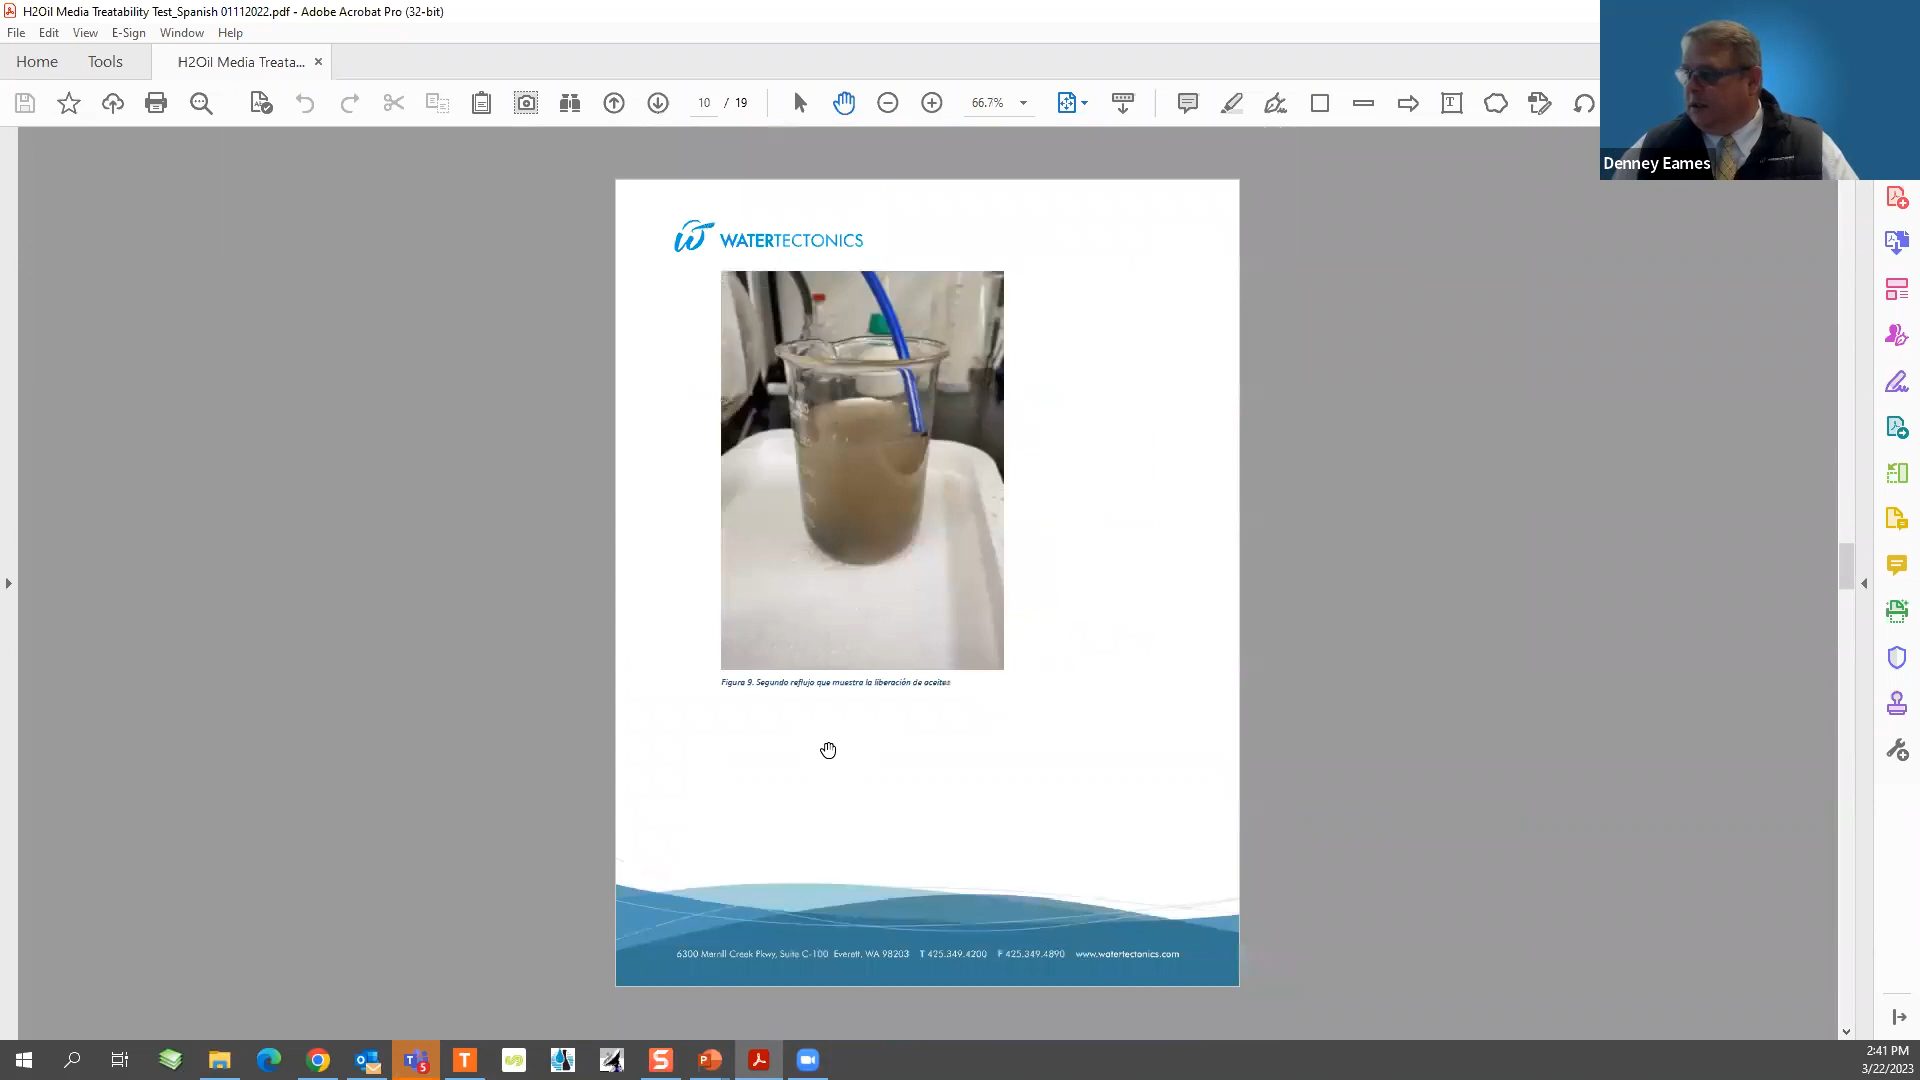 H2Oil Media Treatability Test_Spanish 01112022.pdf - Adobe Acrobat Pro (32-bit)
File Edit View E-Sign Window Help
Home Tools H2Oil Media Treata...
10 / 19 66.7%
Denney Eames
WATERTECTONICS
Figura 9. Segundo reflujo que muestra la liberación de aceites
6300 Merrill Creek Pkwy, Suite C-100 Everett, WA 98203 T 425.349.4200 F 425.349.4890 www.watertectonics.com
2:41 PM
3/22/2023